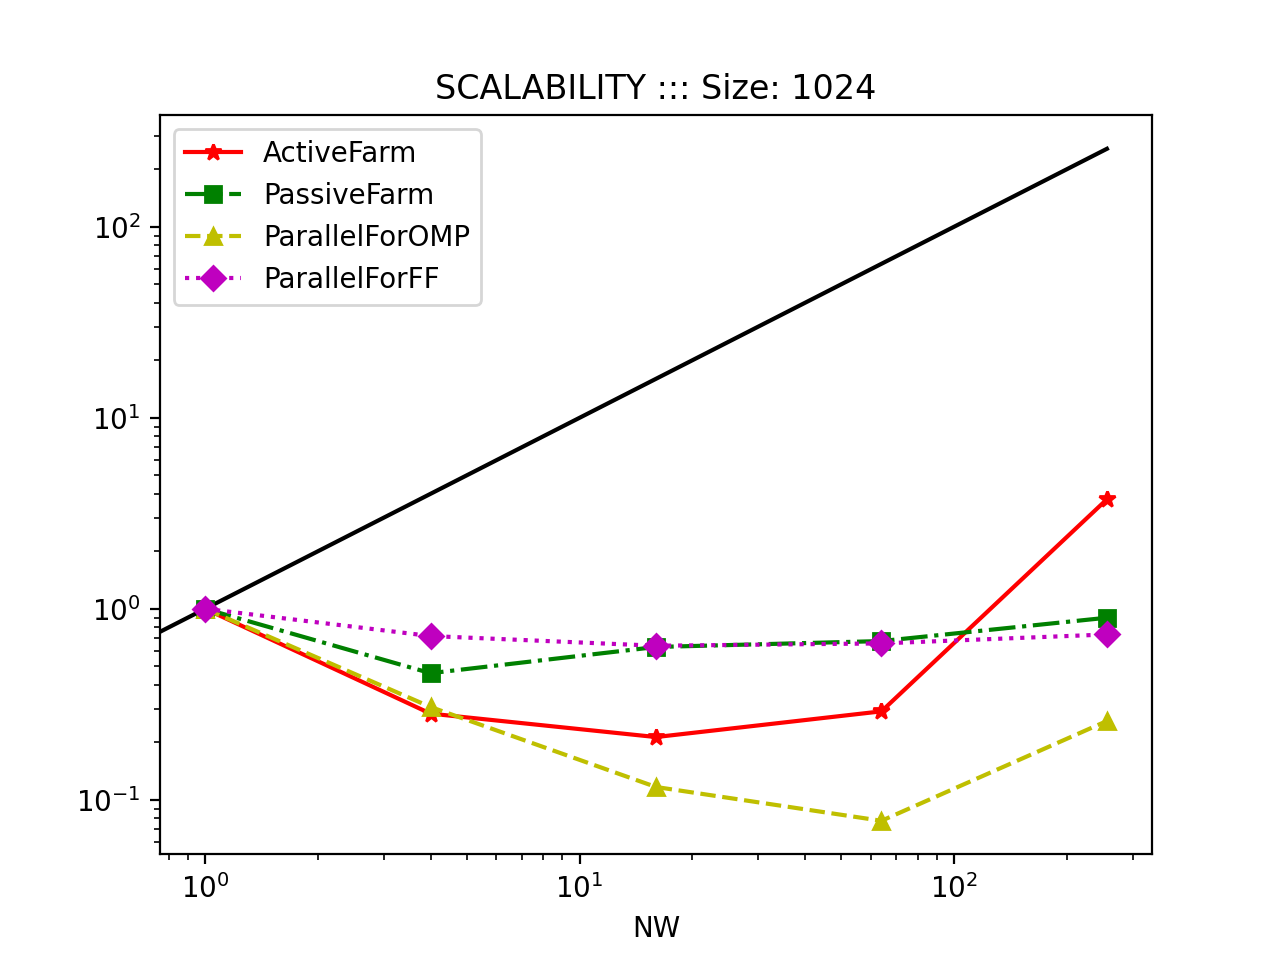 SCALABILITY ::: Size: 1024
ActiveFarm
PassiveFarm
ParallelForOMP
ParallelForFF
10²
10¹
10⁰
10⁻¹
10⁰ 10¹ 10²
NW